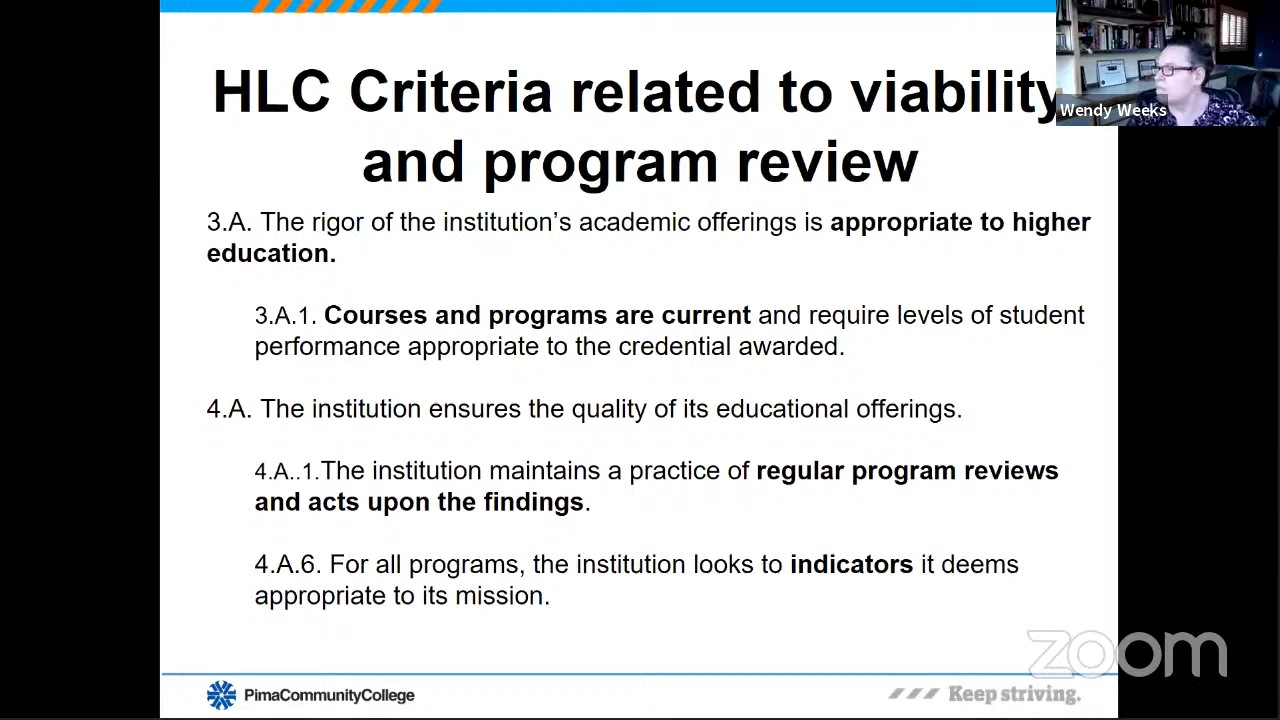 HLC Criteria related to viability
and program review
Wendy Weeks
3.A. The rigor of the institution’s academic offerings is appropriate to higher
education.
3.A.1. Courses and programs are current and require levels of student
performance appropriate to the credential awarded.
4.A. The institution ensures the quality of its educational offerings.
4.A..1.The institution maintains a practice of regular program reviews
and acts upon the findings.
4.A.6. For all programs, the institution looks to indicators it deems
appropriate to its mission.
zoom
PimaCommunityCollege
Keep striving.